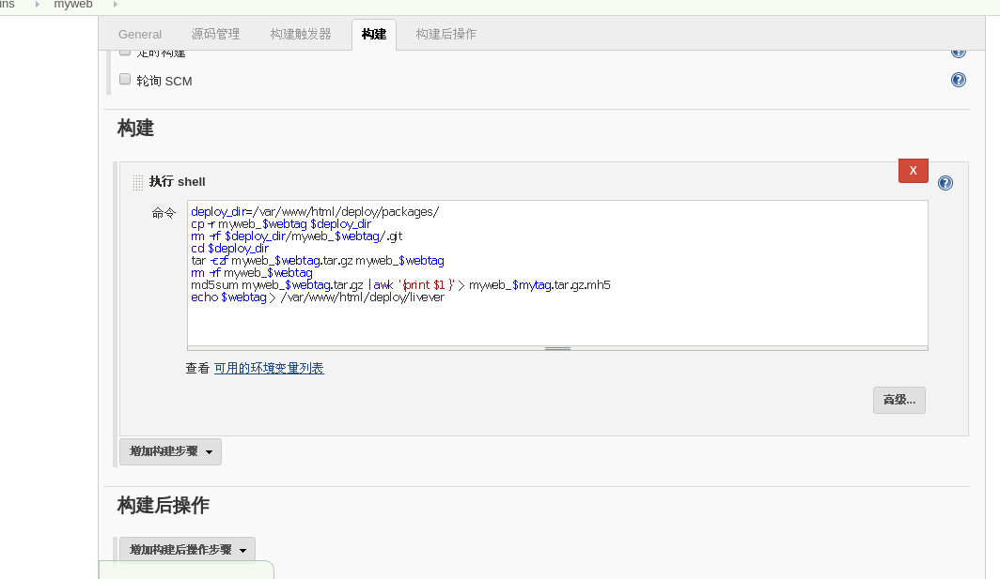 ins myweb
General 源码管理 构建触发器 构建 构建后操作
定时构建
轮询 SCM
构建
X
执行 shell
命令
deploy_dir=/var/www/html/deploy/packages/
cp -r myweb_$webtag $deploy_dir
rm -rf $deploy_dir/myweb_$webtag/.git
cd $deploy_dir
tar -czf myweb_$webtag.tar.gz myweb_$webtag
rm -rf myweb_$webtag
md5sum myweb_$webtag.tar.gz | awk '{print $1}' > myweb_$mytag.tar.gz.mh5
echo $webtag > /var/www/html/deploy/livever
查看 可用的环境变量列表
高级...
增加构建步骤
构建后操作
增加构建后操作步骤